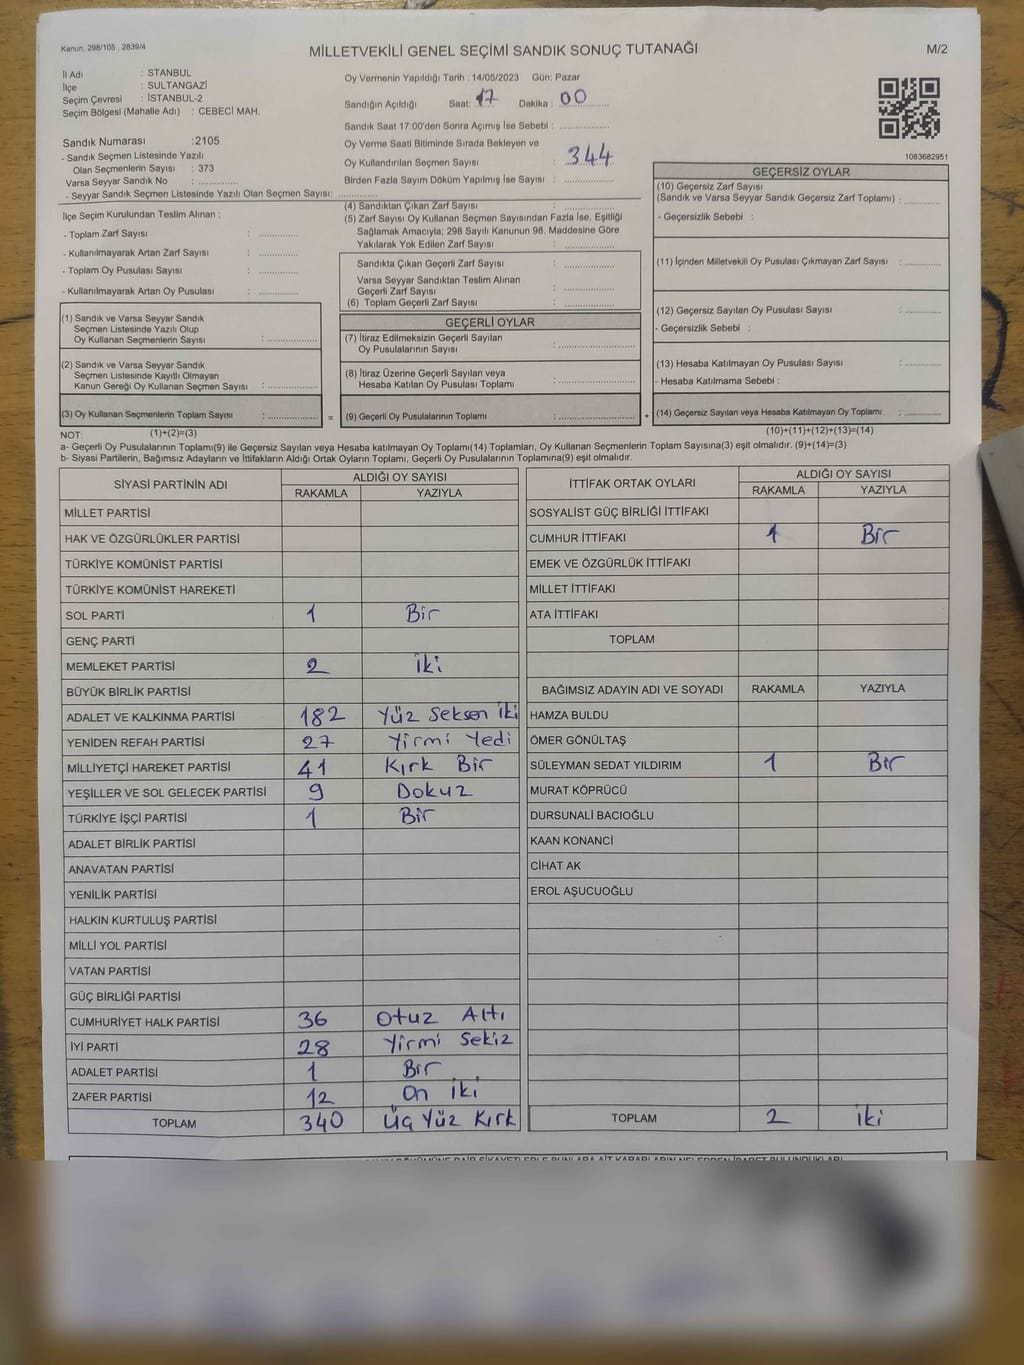 Kanun: 298/105 , 2839/4
MİLLETVEKİLİ GENEL SEÇİMİ SANDIK SONUÇ TUTANAĞI
M/2
İl Adı : STANBUL
İlçe : SULTANGAZİ
Seçim Çevresi : İSTANBUL-2
Seçim Bölgesi (Mahalle Adı) : CEBECİ MAH.
Sandık Numarası :2105
- Sandık Seçmen Listesinde Yazılı
Olan Seçmenlerin Sayısı : 373
Varsa Seyyar Sandık No : ..............
- Seyyar Sandık Seçmen Listesinde Yazılı Olan Seçmen Sayısı: ..............
Oy Vermenin Yapıldığı Tarih : 14/05/2023 Gün: Pazar
Sandığın Açıldığı Saat: 17 Dakika : 00
Sandık Saat 17:00'den Sonra Açımış İse Sebebi : ..............
Oy Verme Saati Bitiminde Sırada Bekleyen ve
Oy Kullandırılan Seçmen Sayısı : 344
Birden Fazla Sayım Döküm Yapılmış İse Sayısı : ..............
1083682951
İlçe Seçim Kurulundan Teslim Alınan ;
- Toplam Zarf Sayısı : ..............
- Kullanılmayarak Artan Zarf Sayısı : ..............
- Toplam Oy Pusulası Sayısı : ..............
- Kullanılmayarak Artan Oy Pusulası : ..............
(1) Sandık ve Varsa Seyyar Sandık
Seçmen Listesinde Yazılı Olup
Oy Kullanan Seçmenlerin Sayısı : ..............
(2) Sandık ve Varsa Seyyar Sandık
Seçmen Listesinde Kayıtlı Olmayan
Kanun Gereği Oy Kullanan Seçmen Sayısı : ..............
(3) Oy Kullanan Seçmenlerin Toplam Sayısı : ..............
(1)+(2)=(3)
(4) Sandıktan Çıkan Zarf Sayısı : ..............
(5) Zarf Sayısı Oy Kullanan Seçmen Sayısından Fazla İse, Eşitliği
Sağlamak Amacıyla; 298 Sayılı Kanunun 98. Maddesine Göre
Yakılarak Yok Edilen Zarf Sayısı : ..............
Sandıkta Çıkan Geçerli Zarf Sayısı : ..............
Varsa Seyyar Sandıktan Teslim Alınan
Geçerli Zarf Sayısı : ..............
(6) Toplam Geçerli Zarf Sayısı : ..............
GEÇERLİ OYLAR
(7) İtiraz Edilmeksizin Geçerli Sayılan
Oy Pusulalarının Sayısı : ..............
(8) İtiraz Üzerine Geçerli Sayılan veya
Hesaba Katılan Oy Pusulası Toplamı : ..............
= (9) Geçerli Oy Pusulalarının Toplamı : ..............
GEÇERSİZ OYLAR
(10) Geçersiz Zarf Sayısı
(Sandık ve Varsa Seyyar Sandık Geçersiz Zarf Toplamı) : ..............
- Geçersizlik Sebebi :
(11) İçinden Milletvekili Oy Pusulası Çıkmayan Zarf Sayısı : ..............
(12) Geçersiz Sayılan Oy Pusulası Sayısı : ..............
- Geçersizlik Sebebi :
(13) Hesaba Katılmayan Oy Pusulası Sayısı : ..............
- Hesaba Katılmama Sebebi :
+ (14) Geçersiz Sayılan veya Hesaba Katılmayan Oy Toplamı : ..............
(10)+(11)+(12)+(13)=(14)
NOT:
a- Geçerli Oy Pusulalarının Toplamı(9) ile Geçersiz Sayılan veya Hesaba katılmayan Oy Toplamı(14) Toplamları, Oy Kullanan Seçmenlerin Toplam Sayısına(3) eşit olmalıdır. (9)+(14)=(3)
b- Siyasi Partilerin, Bağımsız Adayların ve İttifakların Aldığı Ortak Oyların Toplamı, Geçerli Oy Pusulalarının Toplamına(9) eşit olmalıdır.
SİYASİ PARTİNİN ADI ALDIĞI OY SAYISI
RAKAMLA YAZIYLA
MİLLET PARTİSİ
HAK VE ÖZGÜRLÜKLER PARTİSİ
TÜRKİYE KOMÜNİST PARTİSİ
TÜRKİYE KOMÜNİST HAREKETİ
SOL PARTİ 1 Bir
GENÇ PARTİ
MEMLEKET PARTİSİ 2 İki
BÜYÜK BİRLİK PARTİSİ
ADALET VE KALKINMA PARTİSİ 182 Yüz Seksen İki
YENİDEN REFAH PARTİSİ 27 Yirmi Yedi
MİLLİYETÇİ HAREKET PARTİSİ 41 Kırk Bir
YEŞİLLER VE SOL GELECEK PARTİSİ 9 Dokuz
TÜRKİYE İŞÇİ PARTİSİ 1 Bir
ADALET BİRLİK PARTİSİ
ANAVATAN PARTİSİ
YENİLİK PARTİSİ
HALKIN KURTULUŞ PARTİSİ
MİLLİ YOL PARTİSİ
VATAN PARTİSİ
GÜÇ BİRLİĞİ PARTİSİ
CUMHURİYET HALK PARTİSİ 36 Otuz Altı
İYİ PARTİ 28 Yirmi Sekiz
ADALET PARTİSİ 1 Bir
ZAFER PARTİSİ 12 On İki
TOPLAM 340 Üç Yüz Kırk
İTTİFAK ORTAK OYLARI ALDIĞI OY SAYISI
RAKAMLA YAZIYLA
SOSYALİST GÜÇ BİRLİĞİ İTTİFAKI
CUMHUR İTTİFAKI 1 Bir
EMEK VE ÖZGÜRLÜK İTTİFAKI
MİLLET İTTİFAKI
ATA İTTİFAKI
TOPLAM
BAĞIMSIZ ADAYIN ADI VE SOYADI RAKAMLA YAZIYLA
HAMZA BULDU
ÖMER GÖNÜLTAŞ
SÜLEYMAN SEDAT YILDIRIM 1 Bir
MURAT KÖPRÜCÜ
DURSUNALİ BACIOĞLU
KAAN KONANCİ
CİHAT AK
EROL AŞUCUOĞLU
TOPLAM 2 İki